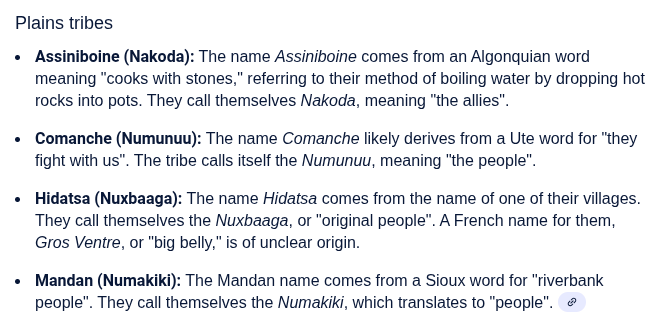 Plains tribes
• Assiniboine (Nakoda): The name Assiniboine comes from an Algonquian word
meaning "cooks with stones," referring to their method of boiling water by dropping hot
rocks into pots. They call themselves Nakoda, meaning "the allies".
• Comanche (Numunuu): The name Comanche likely derives from a Ute word for "they
fight with us". The tribe calls itself the Numunuu, meaning "the people".
• Hidatsa (Nuxbaaga): The name Hidatsa comes from the name of one of their villages.
They call themselves the Nuxbaaga, or "original people". A French name for them,
Gros Ventre, or "big belly," is of unclear origin.
• Mandan (Numakiki): The Mandan name comes from a Sioux word for "riverbank
people". They call themselves the Numakiki, which translates to "people".